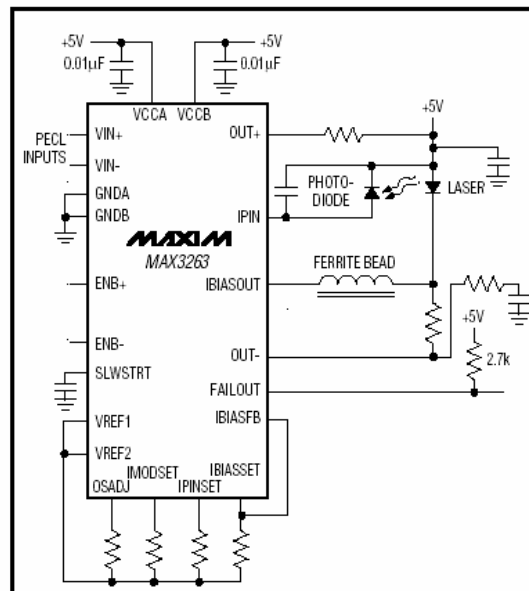 +5V
+5V
0.01µF
0.01µF
+5V
VCCA
VCCB
PECL
INPUTS
VIN+
OUT+
VIN-
PHOTO-
DIODE
LASER
GNDA
GNDB
IPIN
MAXIM
MAX3263
FERRITE BEAD
ENB+
IBIASOUT
+5V
ENB-
OUT-
2.7k
SLWSTRT
FAILOUT
VREF1
IBIASFB
VREF2
IBIASSET
IMODSET
OSADJ
IPINSET